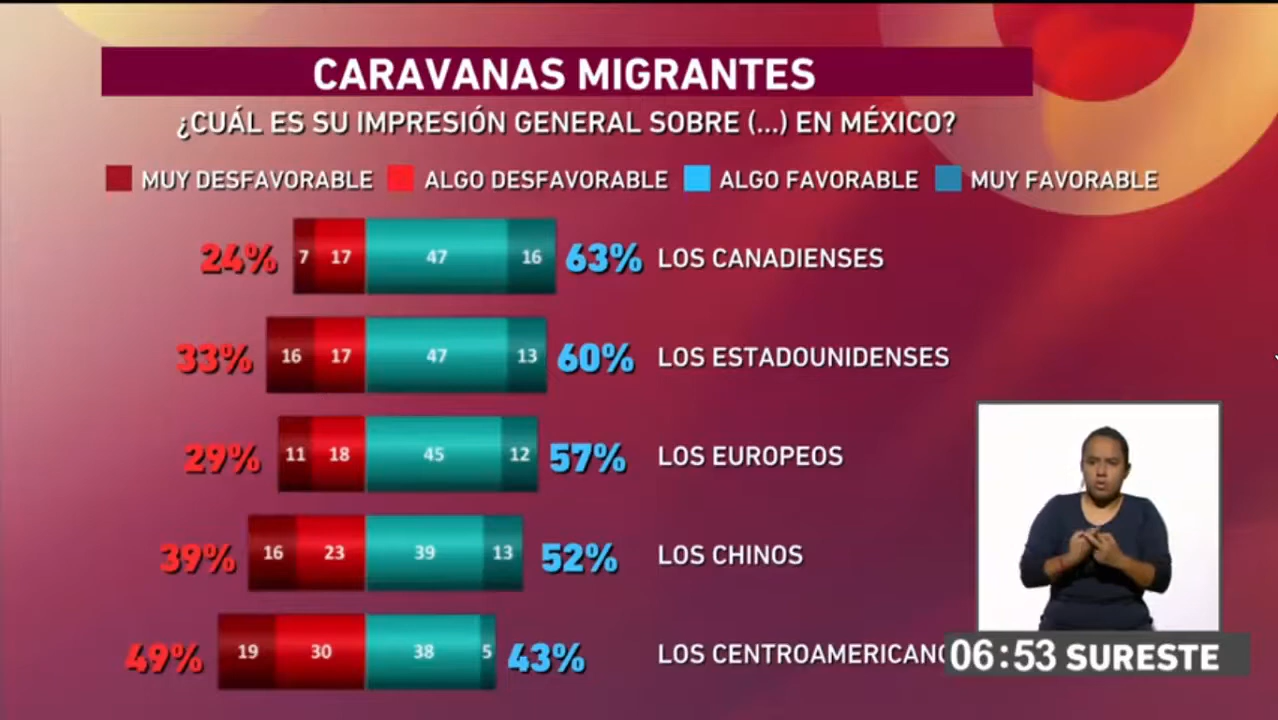 CARAVANAS MIGRANTES
¿CUÁL ES SU IMPRESIÓN GENERAL SOBRE (...) EN MÉXICO?
MUY DESFAVORABLE ALGO DESFAVORABLE ALGO FAVORABLE MUY FAVORABLE
24% 7 17 47 16 63% LOS CANADIENSES
33% 16 17 47 13 60% LOS ESTADOUNIDENSES
29% 11 18 45 12 57% LOS EUROPEOS
39% 16 23 39 13 52% LOS CHINOS
49% 19 30 38 5 43% LOS CENTROAMERICANO
06:53 SURESTE